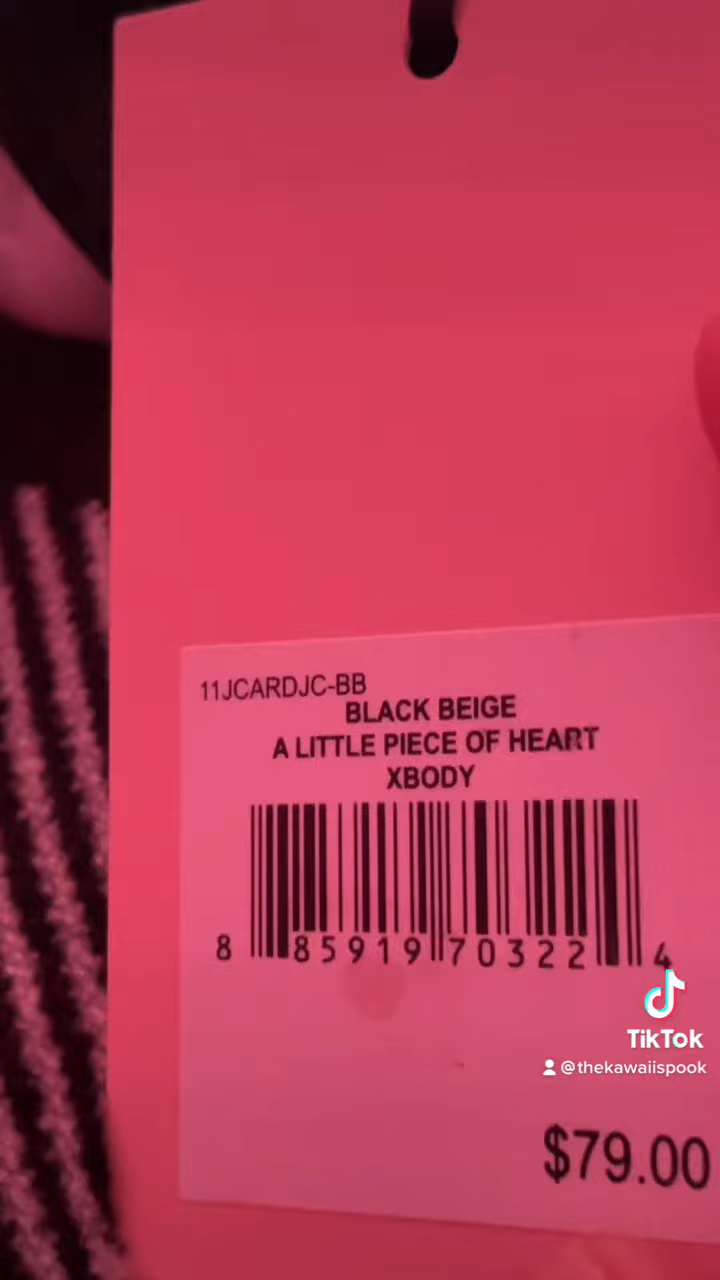 11JCARDJC-BB
BLACK BEIGE
A LITTLE PIECE OF HEART
XBODY
8 85919 70322 4
TikTok
@thekawaiispook
$79.00